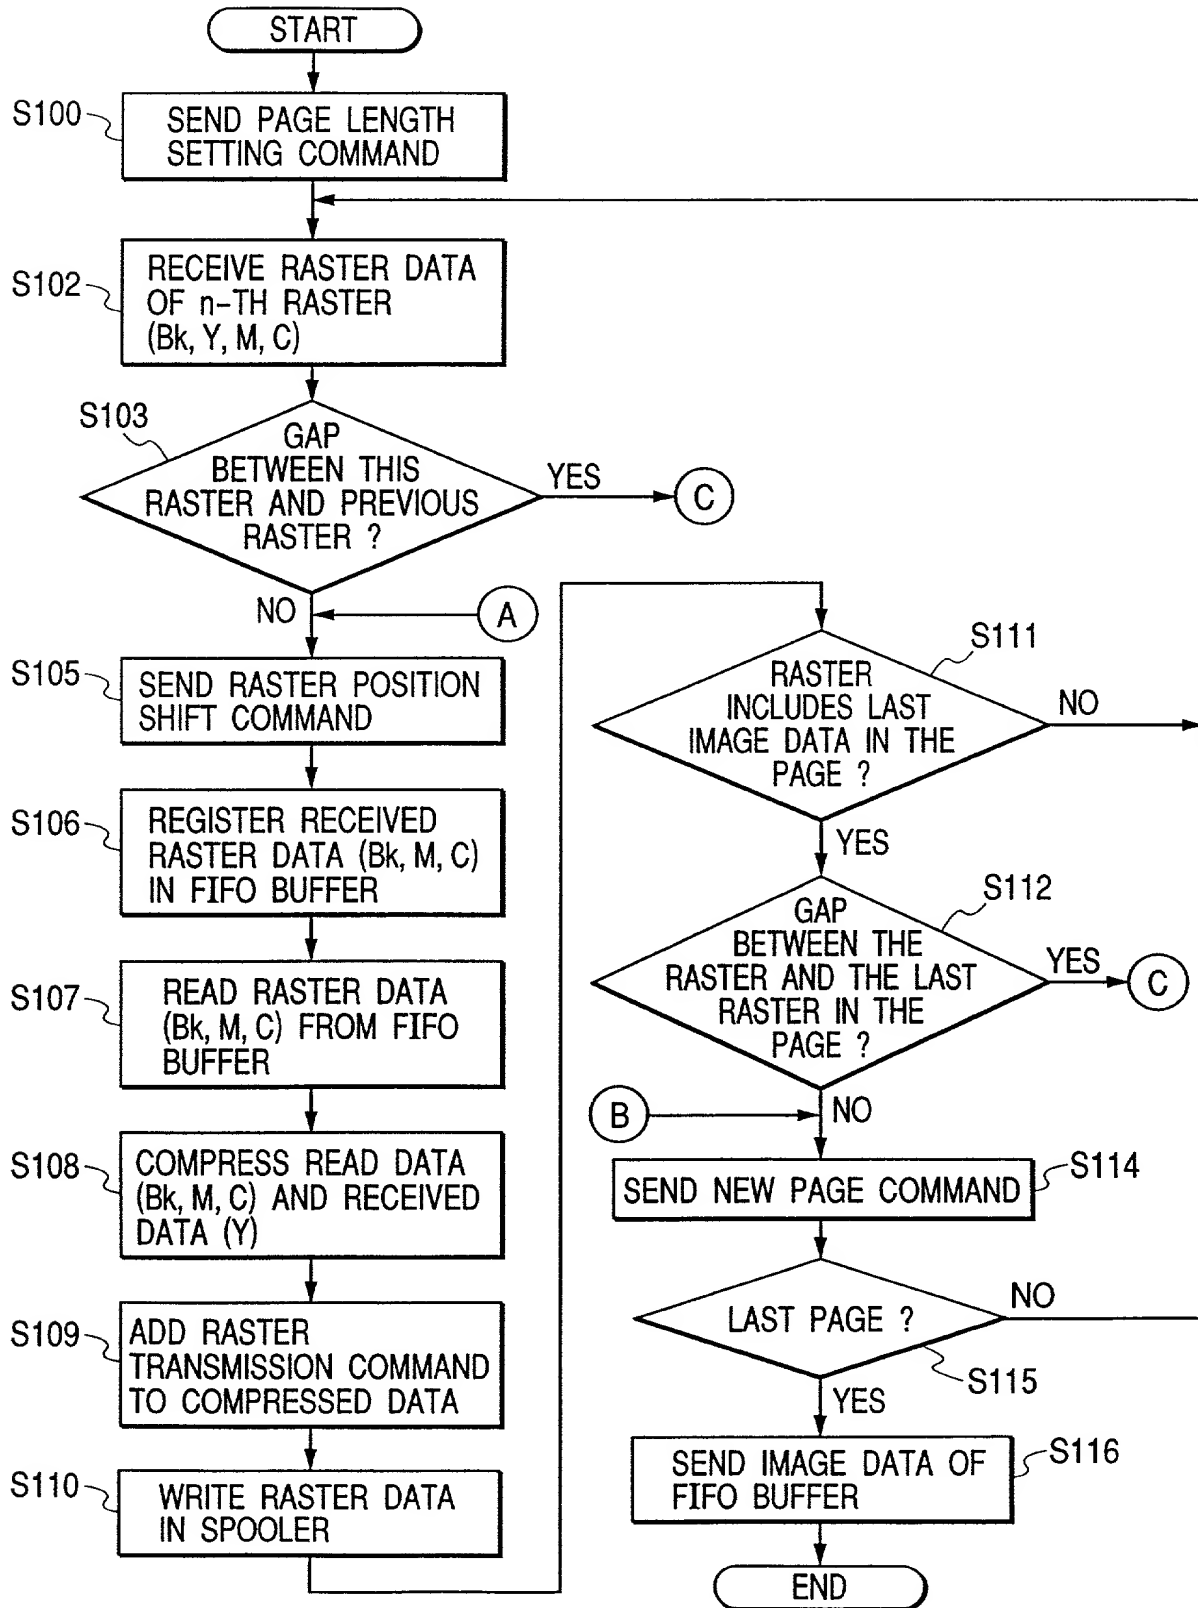 START
S100
SEND PAGE LENGTH
SETTING COMMAND
S102
RECEIVE RASTER DATA
OF n-TH RASTER
(Bk, Y, M, C)
S103
GAP
BETWEEN THIS
RASTER AND PREVIOUS
RASTER ?
YES
C
NO
A
S105
SEND RASTER POSITION
SHIFT COMMAND
S106
REGISTER RECEIVED
RASTER DATA (Bk, M, C)
IN FIFO BUFFER
S107
READ RASTER DATA
(Bk, M, C) FROM FIFO
BUFFER
S108
COMPRESS READ DATA
(Bk, M, C) AND RECEIVED
DATA (Y)
S109
ADD RASTER
TRANSMISSION COMMAND
TO COMPRESSED DATA
S110
WRITE RASTER DATA
IN SPOOLER
S111
RASTER
INCLUDES LAST
IMAGE DATA IN THE
PAGE ?
NO
YES
S112
GAP
BETWEEN THE
RASTER AND THE LAST
RASTER IN THE
PAGE ?
YES
C
B
NO
S114
SEND NEW PAGE COMMAND
LAST PAGE ?
NO
S115
YES
S116
SEND IMAGE DATA OF
FIFO BUFFER
END